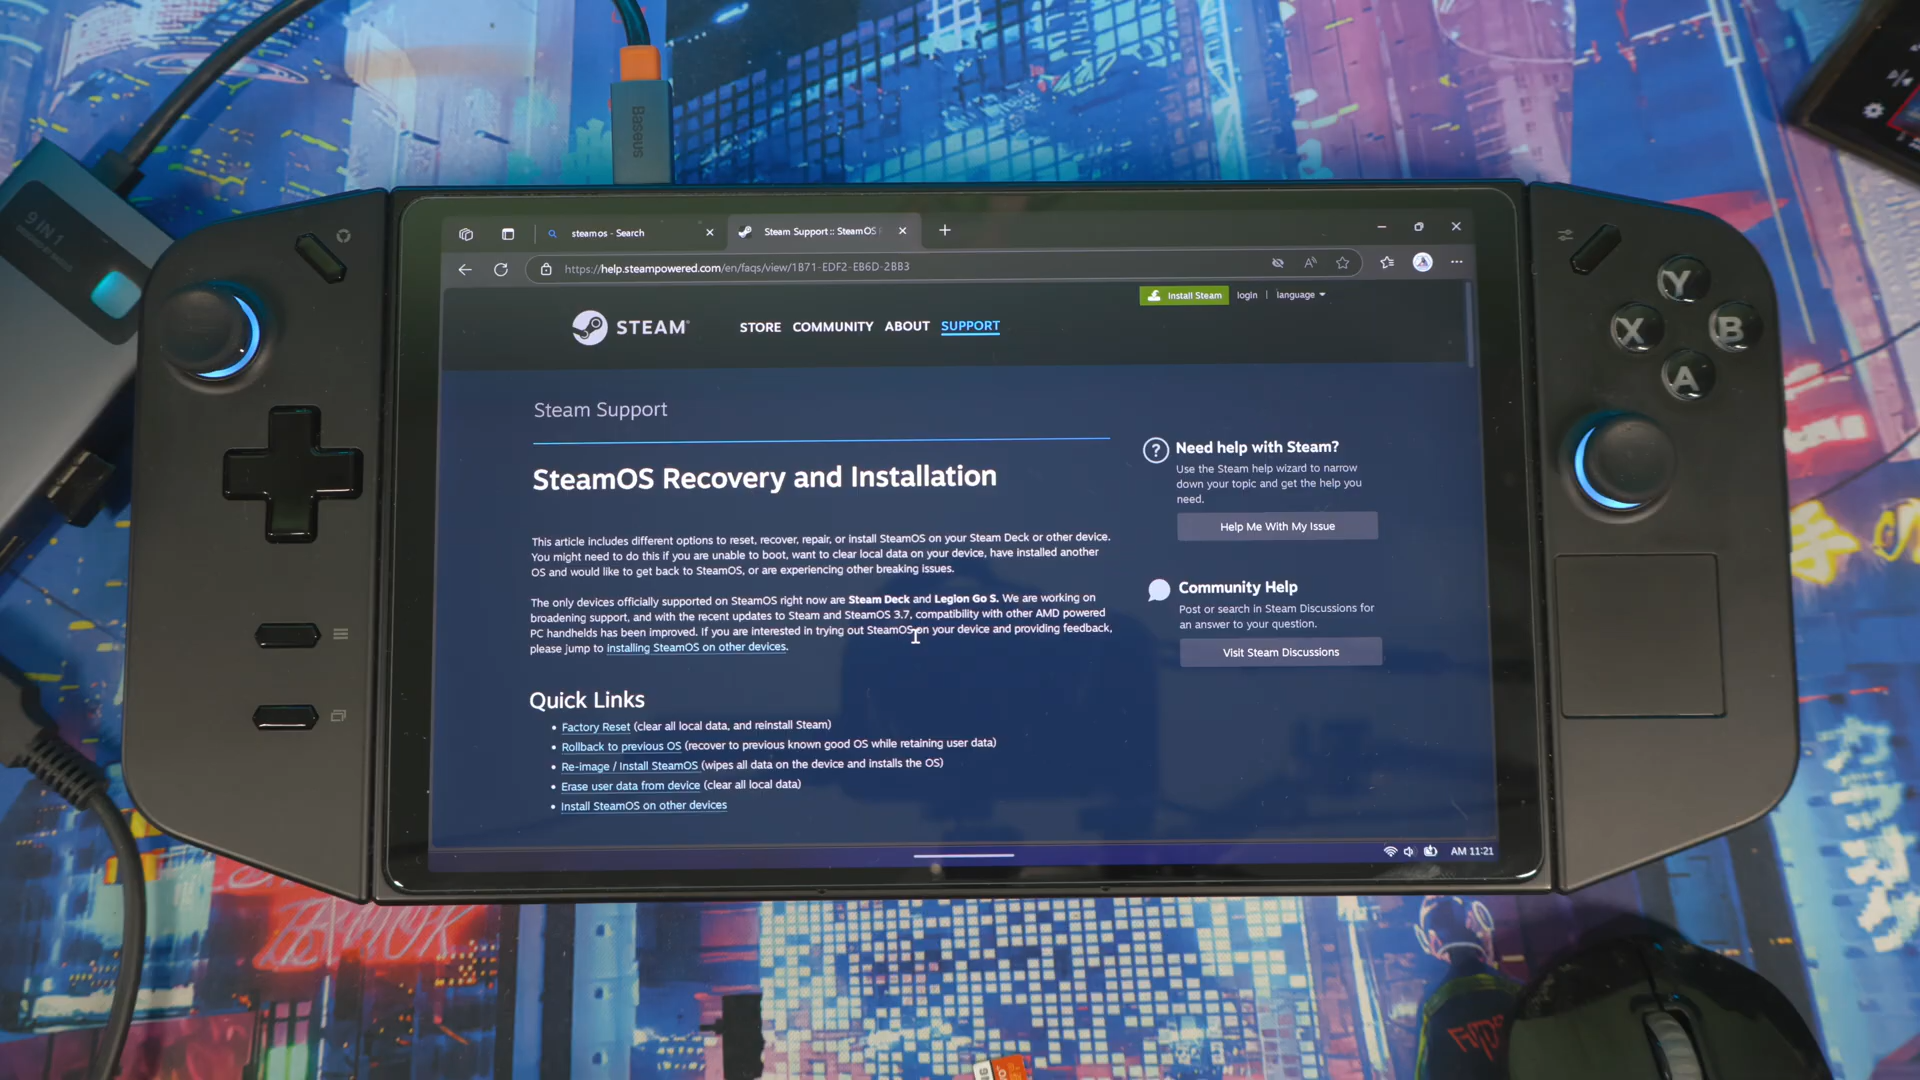 Baseus
9 IN 1
steamos - Search
Steam Support :: SteamOS
https://help.steampowered.com/en/faqs/view/1B71-EDF2-EB6D-2BB3
Install Steam
login
language
STEAM
STORE
COMMUNITY
ABOUT
SUPPORT
Steam Support
SteamOS Recovery and Installation
This article includes different options to reset, recover, repair, or install SteamOS on your Steam Deck or other device.
You might need to do this if you are unable to boot, want to clear local data on your device, have installed another
OS and would like to get back to SteamOS, or are experiencing other breaking issues.
The only devices officially supported on SteamOS right now are Steam Deck and Legion Go S. We are working on
broadening support, and with the recent updates to Steam and SteamOS 3.7, compatibility with other AMD powered
PC handhelds has been improved. If you are interested in trying out SteamOS on your device and providing feedback,
please jump to installing SteamOS on other devices.
Quick Links
Factory Reset (clear all local data, and reinstall Steam)
Rollback to previous OS (recover to previous known good OS while retaining user data)
Re-image / Install SteamOS (wipes all data on the device and installs the OS)
Erase user data from device (clear all local data)
Install SteamOS on other devices
Need help with Steam?
Use the Steam help wizard to narrow
down your topic and get the help you
need.
Help Me With My Issue
Community Help
Post or search in Steam Discussions for
an answer to your question.
Visit Steam Discussions
AM 11:21
Y
X
B
A